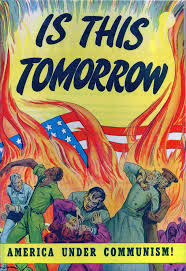 IS THIS
TOMORROW
AMERICA UNDER COMMUNISM!